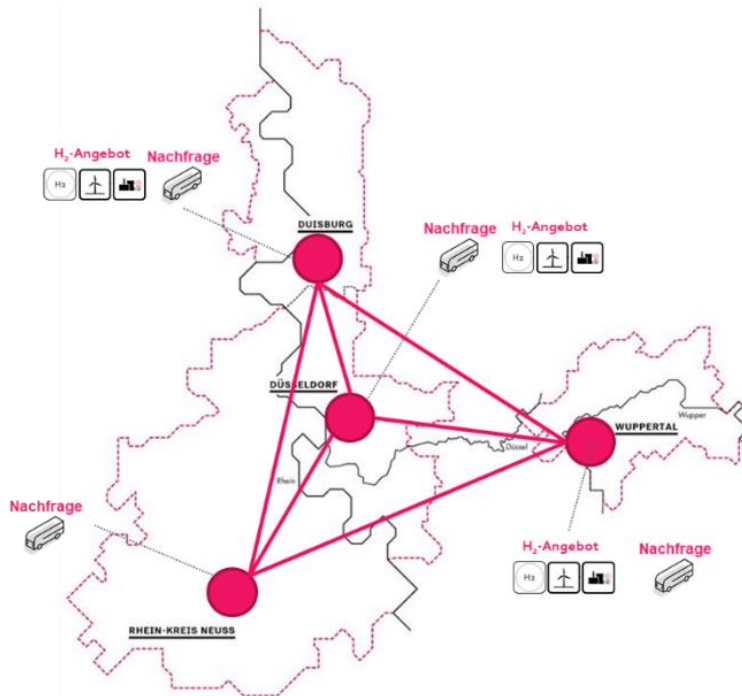 H₂-Angebot
Nachfrage
H2
DUISBURG
Nachfrage
H₂-Angebot
H2
DÜSSELDORF
Wupper
WUPPERTAL
Düssel
Rhein
Nachfrage
H₂-Angebot
Nachfrage
H2
RHEIN-KREIS NEUSS